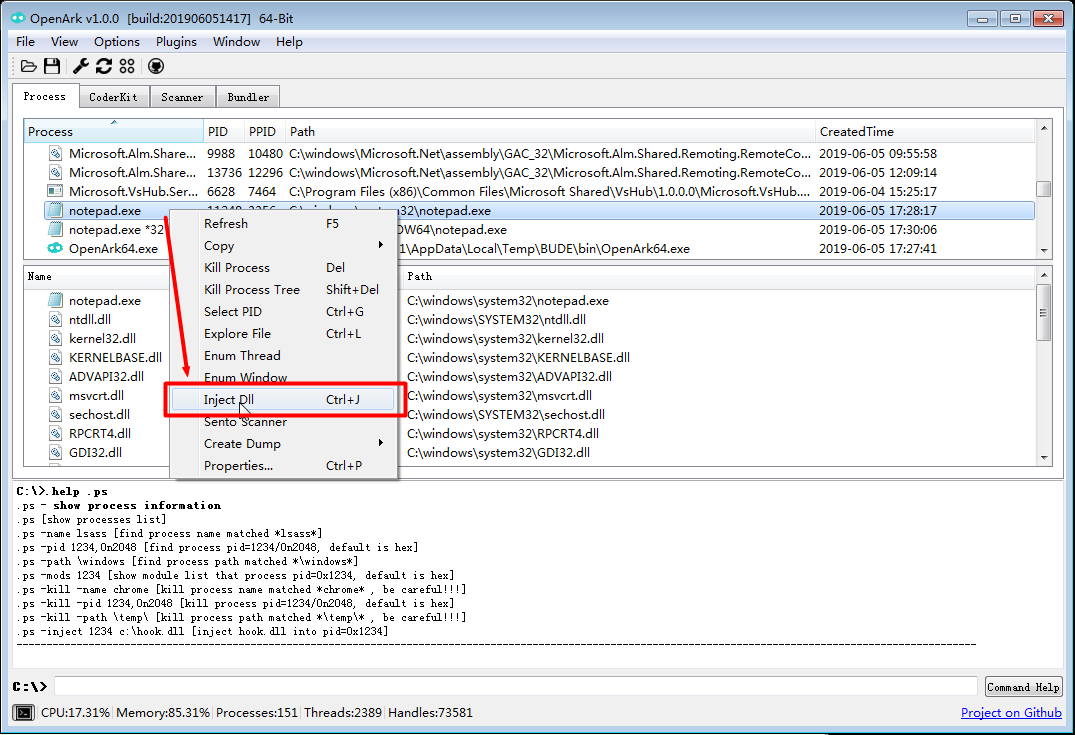 OpenArk v1.0.0 [build:201906051417] 64-Bit
File View Options Plugins Window Help
Process CoderKit Scanner Bundler
Process PID PPID Path CreatedTime
Microsoft.Alm.Share... 9988 10480 C:\windows\Microsoft.Net\assembly\GAC_32\Microsoft.Alm.Shared.Remoting.RemoteCo... 2019-06-05 09:55:58
Microsoft.Alm.Share... 13736 12296 C:\windows\Microsoft.Net\assembly\GAC_32\Microsoft.Alm.Shared.Remoting.RemoteCo... 2019-06-05 12:09:14
Microsoft.VsHub.Ser... 6628 7464 C:\Program Files (x86)\Common Files\Microsoft Shared\VsHub\1.0.0.0\Microsoft.VsHub.... 2019-06-04 15:25:17
notepad.exe 2019-06-05 17:28:17
notepad.exe *32 OW64\notepad.exe 2019-06-05 17:30:06
OpenArk64.exe 1\AppData\Local\Temp\BUDE\bin\OpenArk64.exe 2019-06-05 17:27:41
Refresh F5
Copy
Kill Process Del
Kill Process Tree Shift+Del
Select PID Ctrl+G
Explore File Ctrl+L
Enum Thread
Enum Window
Inject Dll Ctrl+J
Sento Scanner
Create Dump
Properties... Ctrl+P
Name Path
notepad.exe C:\windows\system32\notepad.exe
ntdll.dll C:\windows\SYSTEM32\ntdll.dll
kernel32.dll C:\windows\system32\kernel32.dll
KERNELBASE.dll C:\windows\system32\KERNELBASE.dll
ADVAPI32.dll C:\windows\system32\ADVAPI32.dll
msvcrt.dll C:\windows\system32\msvcrt.dll
sechost.dll C:\windows\SYSTEM32\sechost.dll
RPCRT4.dll C:\windows\system32\RPCRT4.dll
GDI32.dll C:\windows\system32\GDI32.dll
C:\>.help .ps
.ps - show process information
.ps [show processes list]
.ps -name lsass [find process name matched *lsass*]
.ps -pid 1234,0n2048 [find process pid=1234/0n2048, default is hex]
.ps -path \windows [find process path matched *\windows*]
.ps -mods 1234 [show module list that process pid=0x1234, default is hex]
.ps -kill -name chrome [kill process name matched *chrome* , be careful!!!]
.ps -kill -pid 1234,0n2048 [kill process pid=1234/0n2048, default is hex]
.ps -kill -path \temp\ [kill process path matched *\temp\* , be careful!!!]
.ps -inject 1234 c:\hook.dll [inject hook.dll into pid=0x1234]
C:\> Command Help
CPU:17.31% Memory:85.31% Processes:151 Threads:2389 Handles:73581 Project on Github